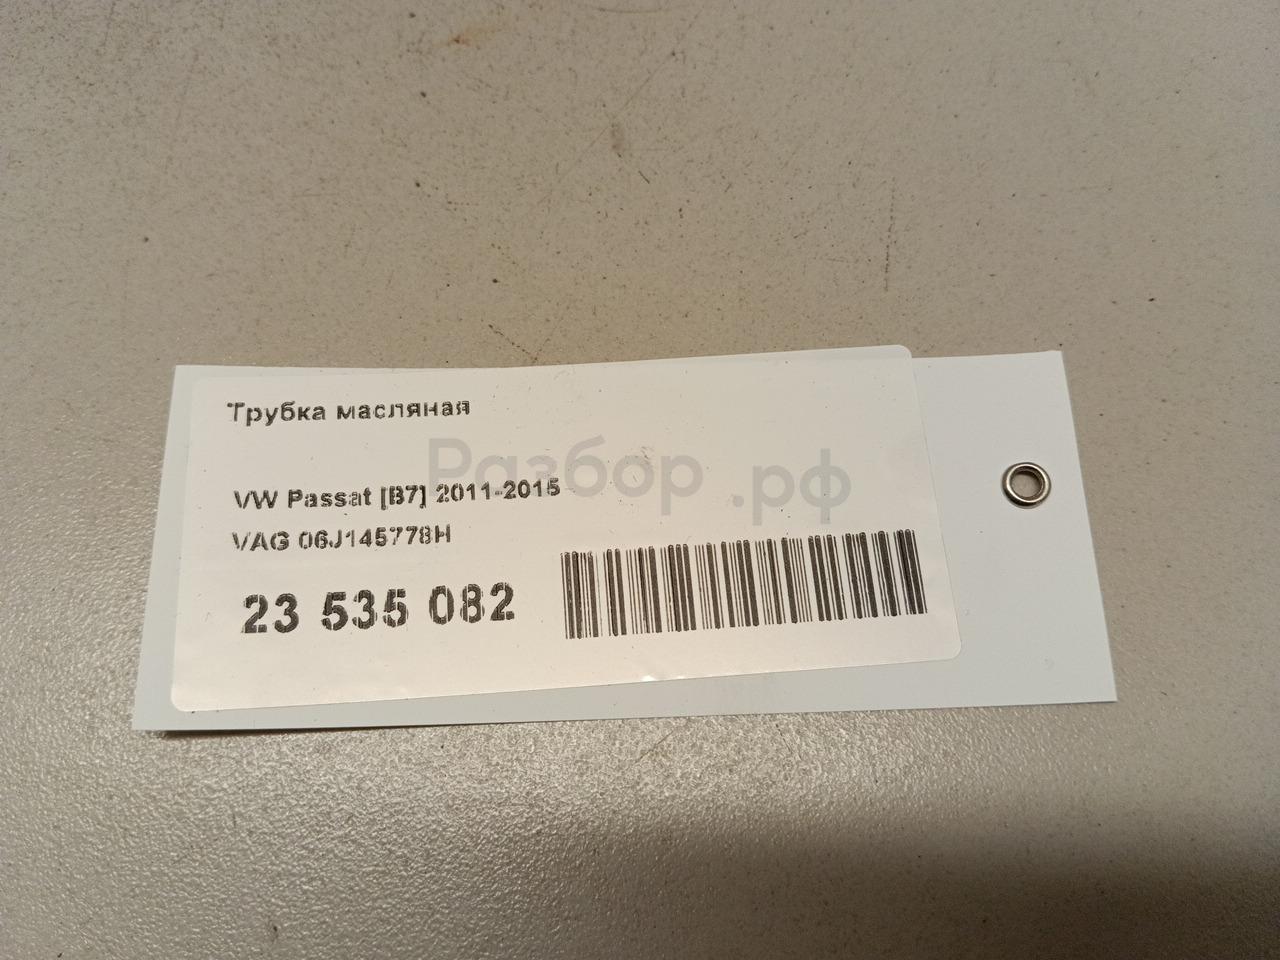 Трубка масляная
Разбор.рф
VW Passat [B7] 2011-2015
VAG 06J145778H
23 535 082